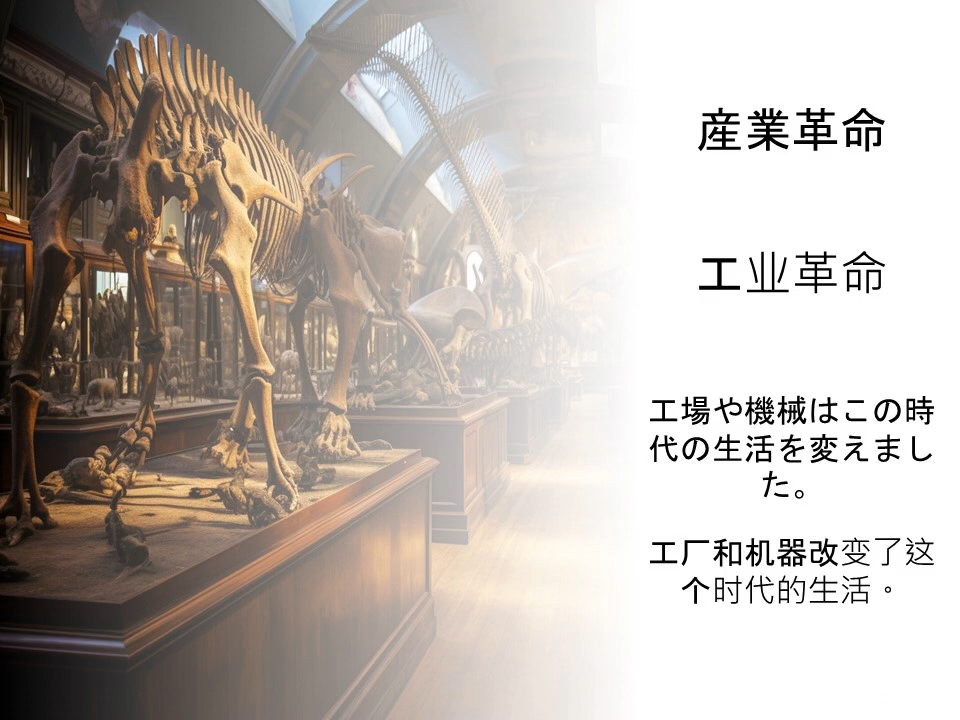 産業革命
工业革命
工場や機械はこの時
代の生活を変えまし
た。
工厂和机器改变了这
个时代的生活。